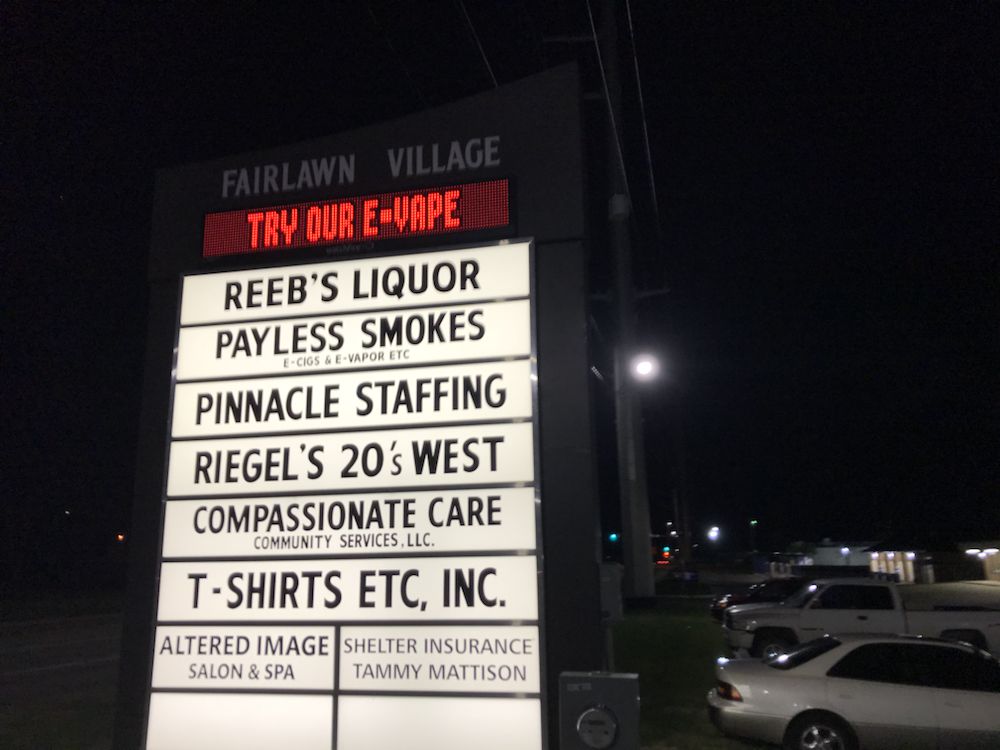 FAIRLAWN VILLAGE
TRY OUR E-VAPE
REEB'S LIQUOR
PAYLESS SMOKES
E-CIGS & E-VAPOR ETC
PINNACLE STAFFING
RIEGEL'S 20's WEST
COMPASSIONATE CARE
COMMUNITY SERVICES, LLC.
T-SHIRTS ETC, INC.
ALTERED IMAGE
SALON & SPA
SHELTER INSURANCE
TAMMY MATTISON